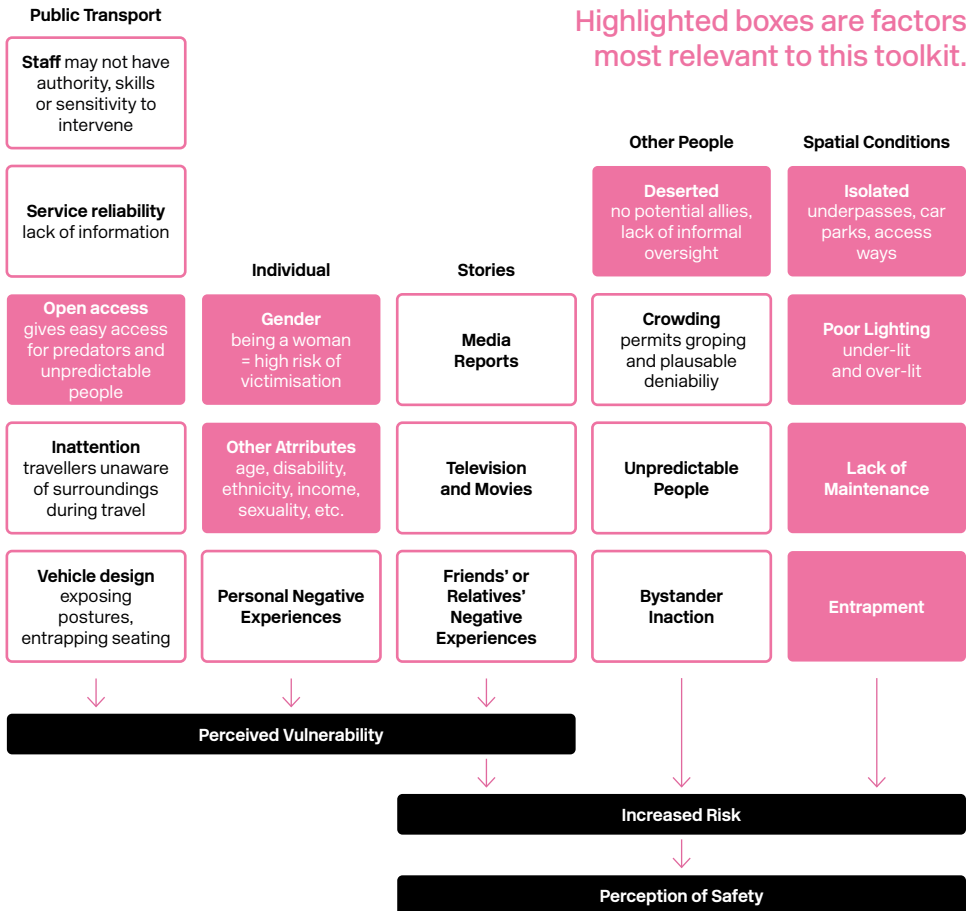 Public Transport
Highlighted boxes are factors
most relevant to this toolkit.
Staff may not have
authority, skills
or sensitivity to
intervene
Service reliability
lack of information
Open access
gives easy access
for predators and
unpredictable
people
Inattention
travellers unaware
of surroundings
during travel
Vehicle design
exposing
postures,
entrapping seating
Individual
Gender
being a woman
= high risk of
victimisation
Other Atrributes
age, disability,
ethnicity, income,
sexuality, etc.
Personal Negative
Experiences
Stories
Media
Reports
Television
and Movies
Friends’ or
Relatives’
Negative
Experiences
Other People
Deserted
no potential allies,
lack of informal
oversight
Crowding
permits groping
and plausable
deniabiliy
Unpredictable
People
Bystander
Inaction
Spatial Conditions
Isolated
underpasses, car
parks, access
ways
Poor Lighting
under-lit
and over-lit
Lack of
Maintenance
Entrapment
Perceived Vulnerability
Increased Risk
Perception of Safety